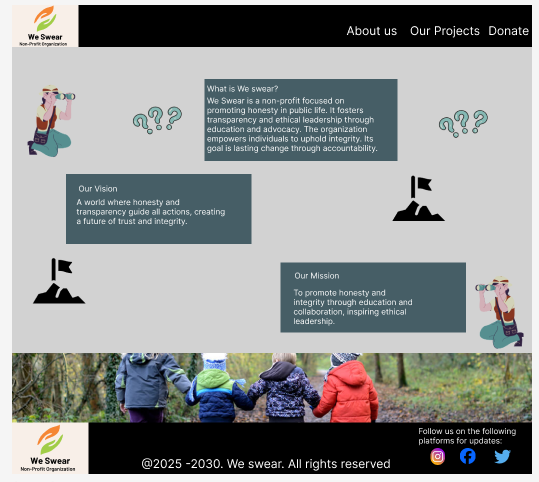 We Swear
Non-Profit Organization
About us
Our Projects
Donate
What is We swear?
We Swear is a non-profit focused on
promoting honesty in public life. It fosters
transparency and ethical leadership through
education and advocacy. The organization
empowers individuals to uphold integrity. Its
goal is lasting change through accountability.
Our Vision
A world where honesty and
transparency guide all actions, creating
a future of trust and integrity.
Our Mission
To promote honesty and
integrity through education and
collaboration, inspiring ethical
leadership.
We Swear
Non-Profit Organization
@2025 -2030. We swear. All rights reserved
Follow us on the following
platforms for updates: